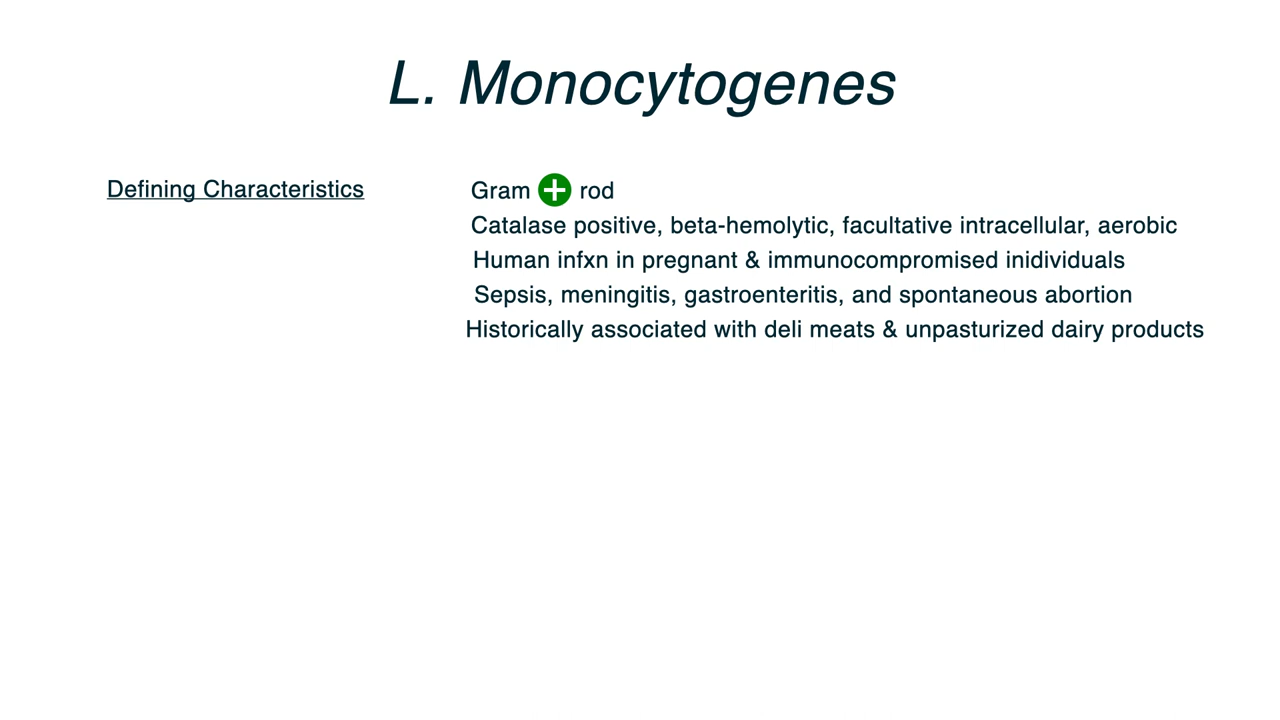 L. Monocytogenes
Defining Characteristics
Gram + rod
Catalase positive, beta-hemolytic, facultative intracellular, aerobic
Human infxn in pregnant & immunocompromised inidividuals
Sepsis, meningitis, gastroenteritis, and spontaneous abortion
Historically associated with deli meats & unpasturized dairy products